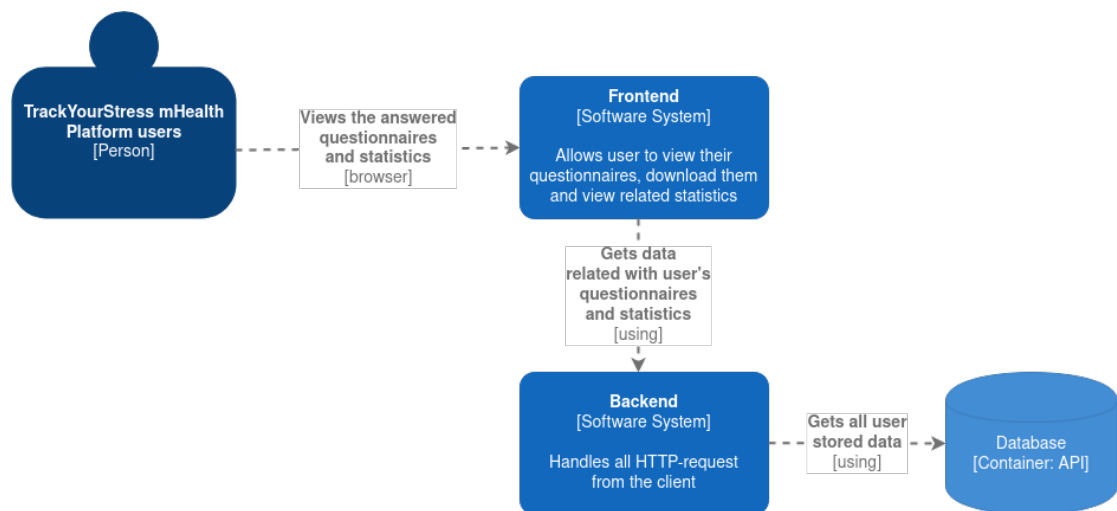 TrackYourStress mHealth
Platform users
[Person]
Views the answered
questionnaires
and statistics
[browser]
Frontend
[Software System]
Allows user to view their
questionnaires, download them
and view related statistics
Gets data
related with user's
questionnaires
and statistics
[using]
Backend
[Software System]
Handles all HTTP-request
from the client
Gets all user
stored data
[using]
Database
[Container: API]